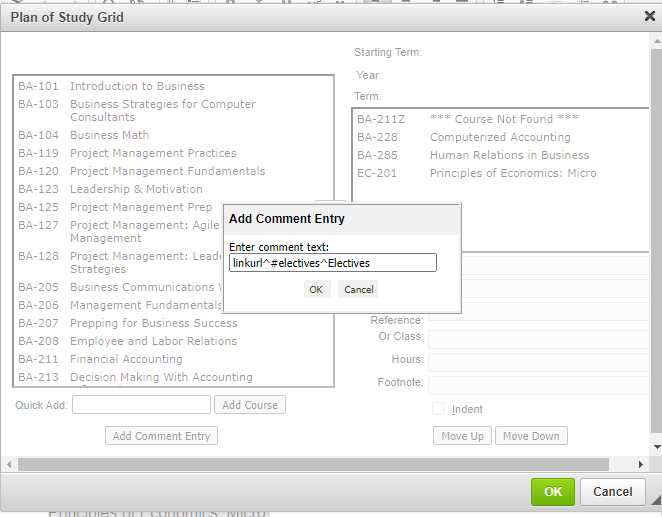 Plan of Study Grid
Starting Term:
Year:
Term:
BA-101 Introduction to Business
BA-103 Business Strategies for Computer
Consultants
BA-104 Business Math
BA-119 Project Management Practices
BA-120 Project Management Fundamentals
BA-123 Leadership & Motivation
BA-125 Project Management Prep
BA-127 Project Management: Agile
Management
BA-128 Project Management:
Strategies
BA-205 Business Communications
BA-206 Management Fundamentals
BA-207 Prepping for Business Success
BA-208 Employee and Labor Relations
BA-211 Financial Accounting
BA-213 Decision Making With Accounting
BA-211Z *** Course Not Found ***
BA-228 Computerized Accounting
BA-285 Human Relations in Business
EC-201 Principles of Economics: Micro
Add Comment Entry
Enter comment text:
linkurl^#electives^Electives
OK Cancel
Reference:
Or Class:
Hours:
Footnote:
Indent
Quick Add: Add Course
Add Comment Entry
Move Up Move Down
OK Cancel
Principles of Economics: Micro